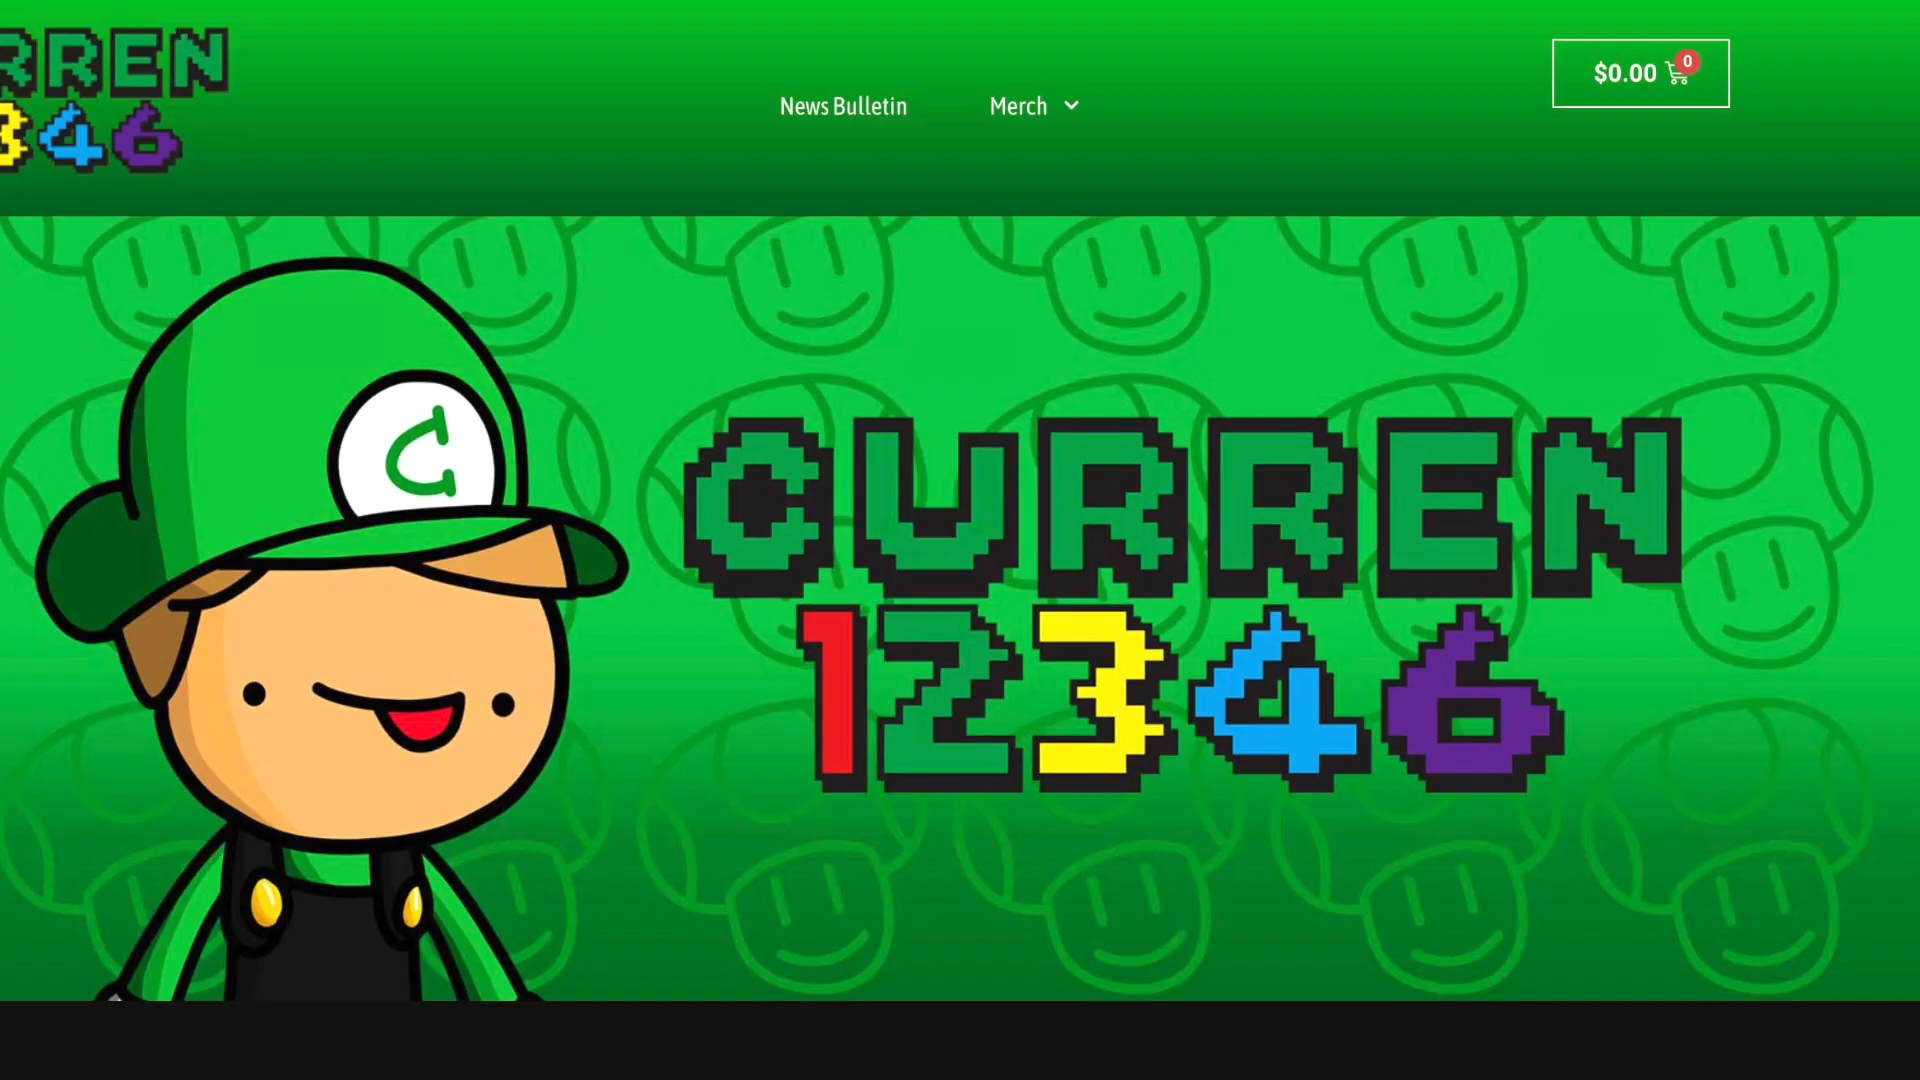 RREN
346
News Bulletin
Merch
$0.00
0
C
CURREN
12346